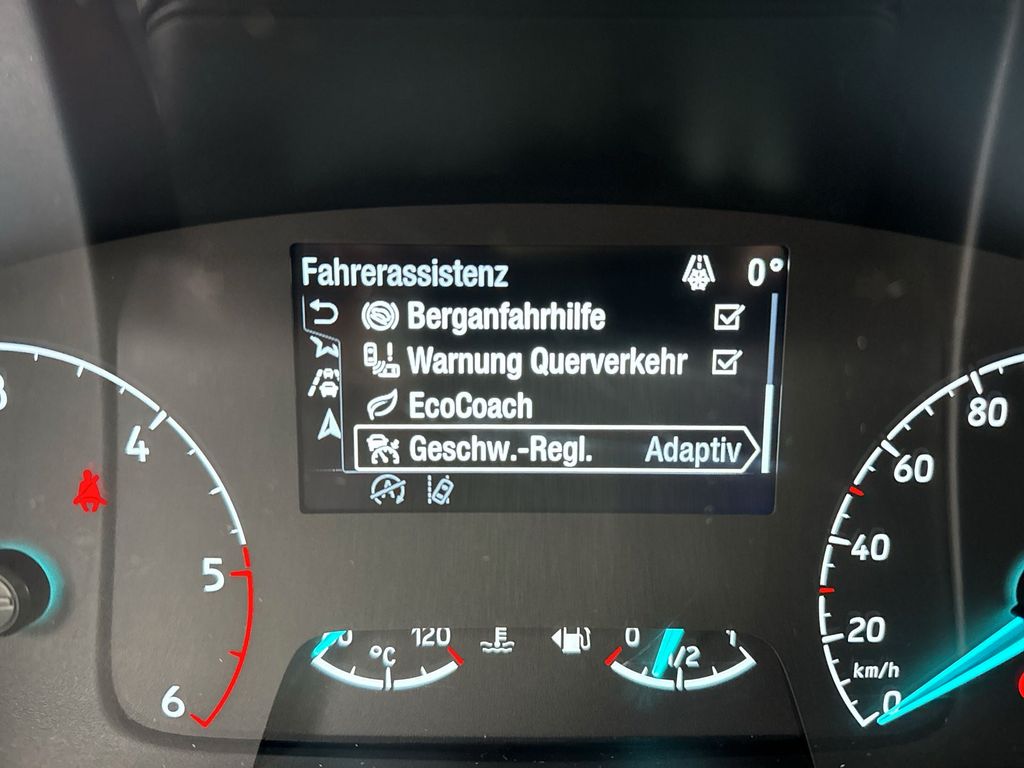 Fahrerassistenz 0°
Berganfahrhilfe
Warnung Querverkehr
EcoCoach
Geschw.-Regl. Adaptiv
4
5
6
120
°C
0
1/2
1
80
60
40
20
km/h
0